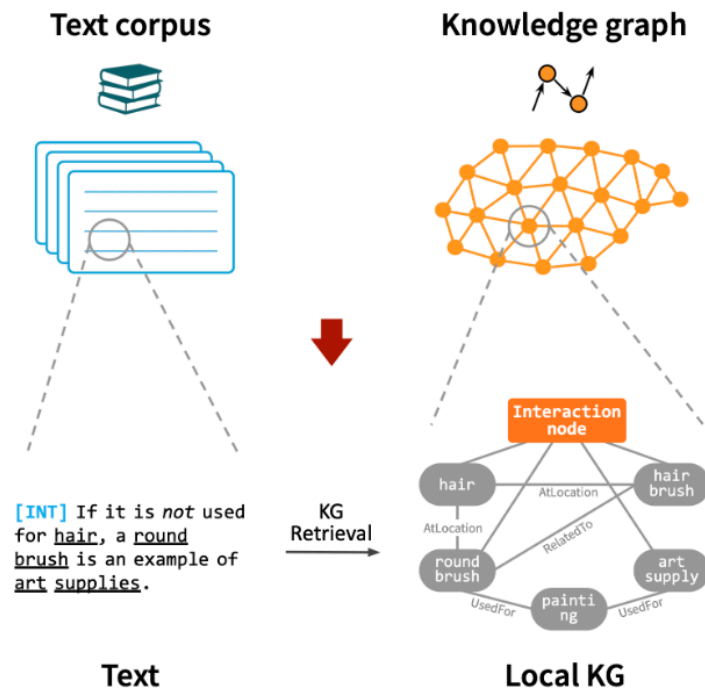 Text corpus
Knowledge graph
Interaction
node
hair
AtLocation
hair
brush
AtLocation
RelatedTo
round
brush
art
supply
UsedFor
painti
ng
UsedFor
[INT] If it is not used
for hair, a round
brush is an example of
art supplies.
KG
Retrieval
Text
Local KG